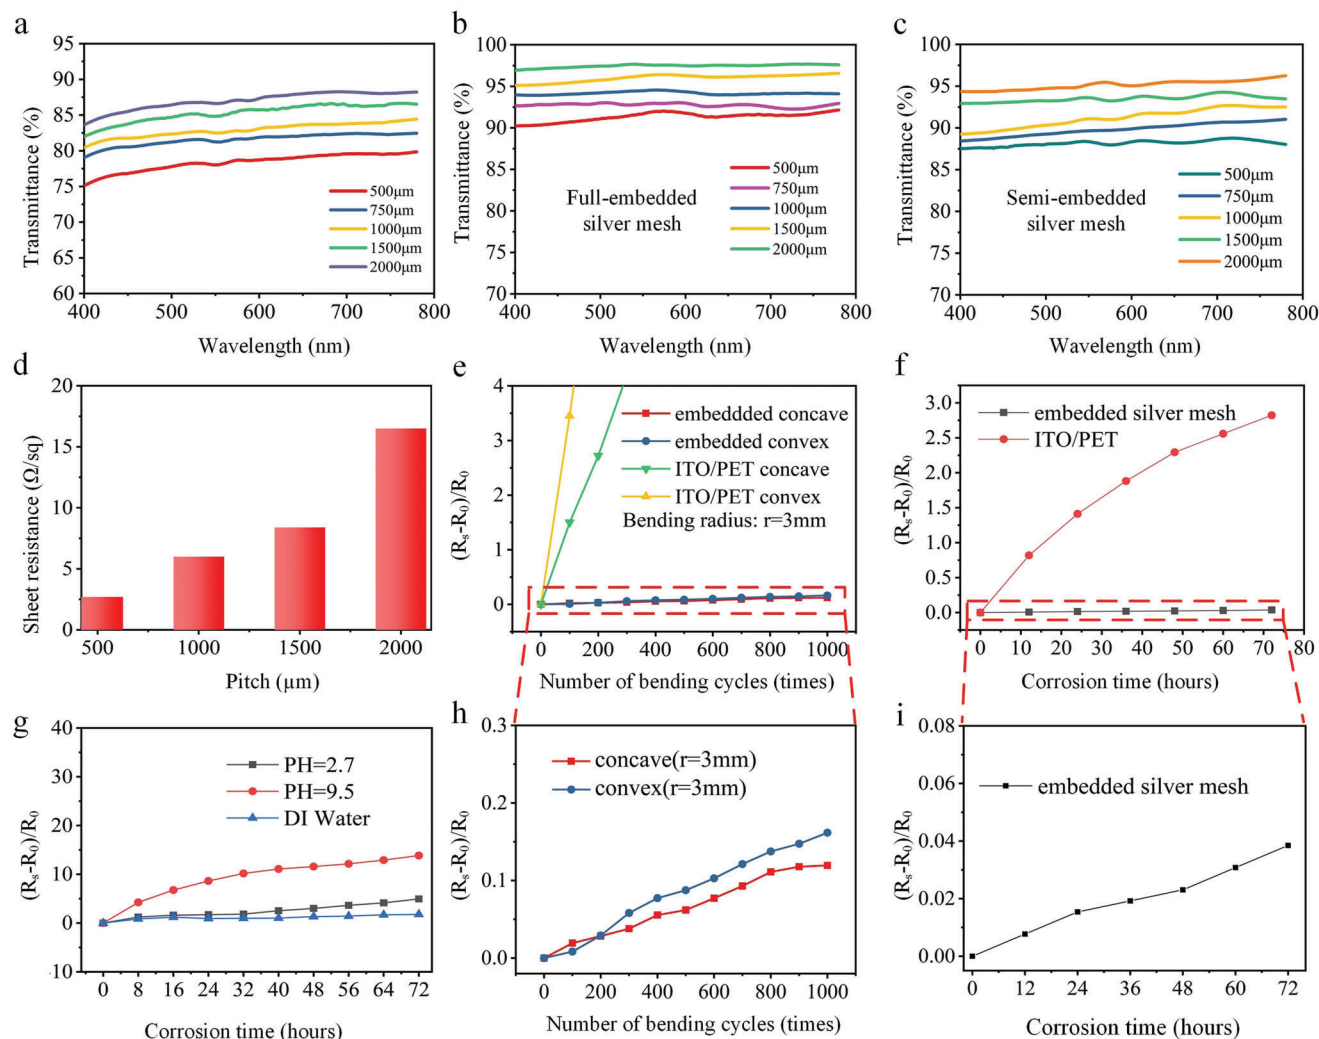 a
95
90
85
80
75
70
65
60
Transmittance (%)
500μm
750μm
1000μm
1500μm
2000μm
400 500 600 700 800
Wavelength (nm)
b
100
95
90
85
80
75
70
Transmittance (%)
Full-embedded
silver mesh
500μm
750μm
1000μm
1500μm
2000μm
400 500 600 700 800
Wavelength (nm)
c
100
95
90
85
80
75
70
Transmittance (%)
Semi-embedded
silver mesh
500μm
750μm
1000μm
1500μm
2000μm
400 500 600 700 800
Wavelength (nm)
d
20
15
10
5
0
Sheet resistance (Ω/sq)
500 1000 1500 2000
Pitch (μm)
e
4
3
2
1
0
(Rs-R0)/R0
embeddded concave
embedded convex
ITO/PET concave
ITO/PET convex
Bending radius: r=3mm
0 200 400 600 800 1000
Number of bending cycles (times)
f
3.0
2.5
2.0
1.5
1.0
0.5
0.0
(Rs-R0)/R0
embedded silver mesh
ITO/PET
0 10 20 30 40 50 60 70 80
Corrosion time (hours)
g
40
30
20
10
0
-10
(Rs-R0)/R0
PH=2.7
PH=9.5
DI Water
0 8 16 24 32 40 48 56 64 72
Corrosion time (hours)
h
0.3
0.2
0.1
0.0
(Rs-R0)/R0
concave(r=3mm)
convex(r=3mm)
0 200 400 600 800 1000
Number of bending cycles (times)
i
0.08
0.06
0.04
0.02
0.00
(Rs-R0)/R0
embedded silver mesh
0 12 24 36 48 60 72
Corrosion time (hours)